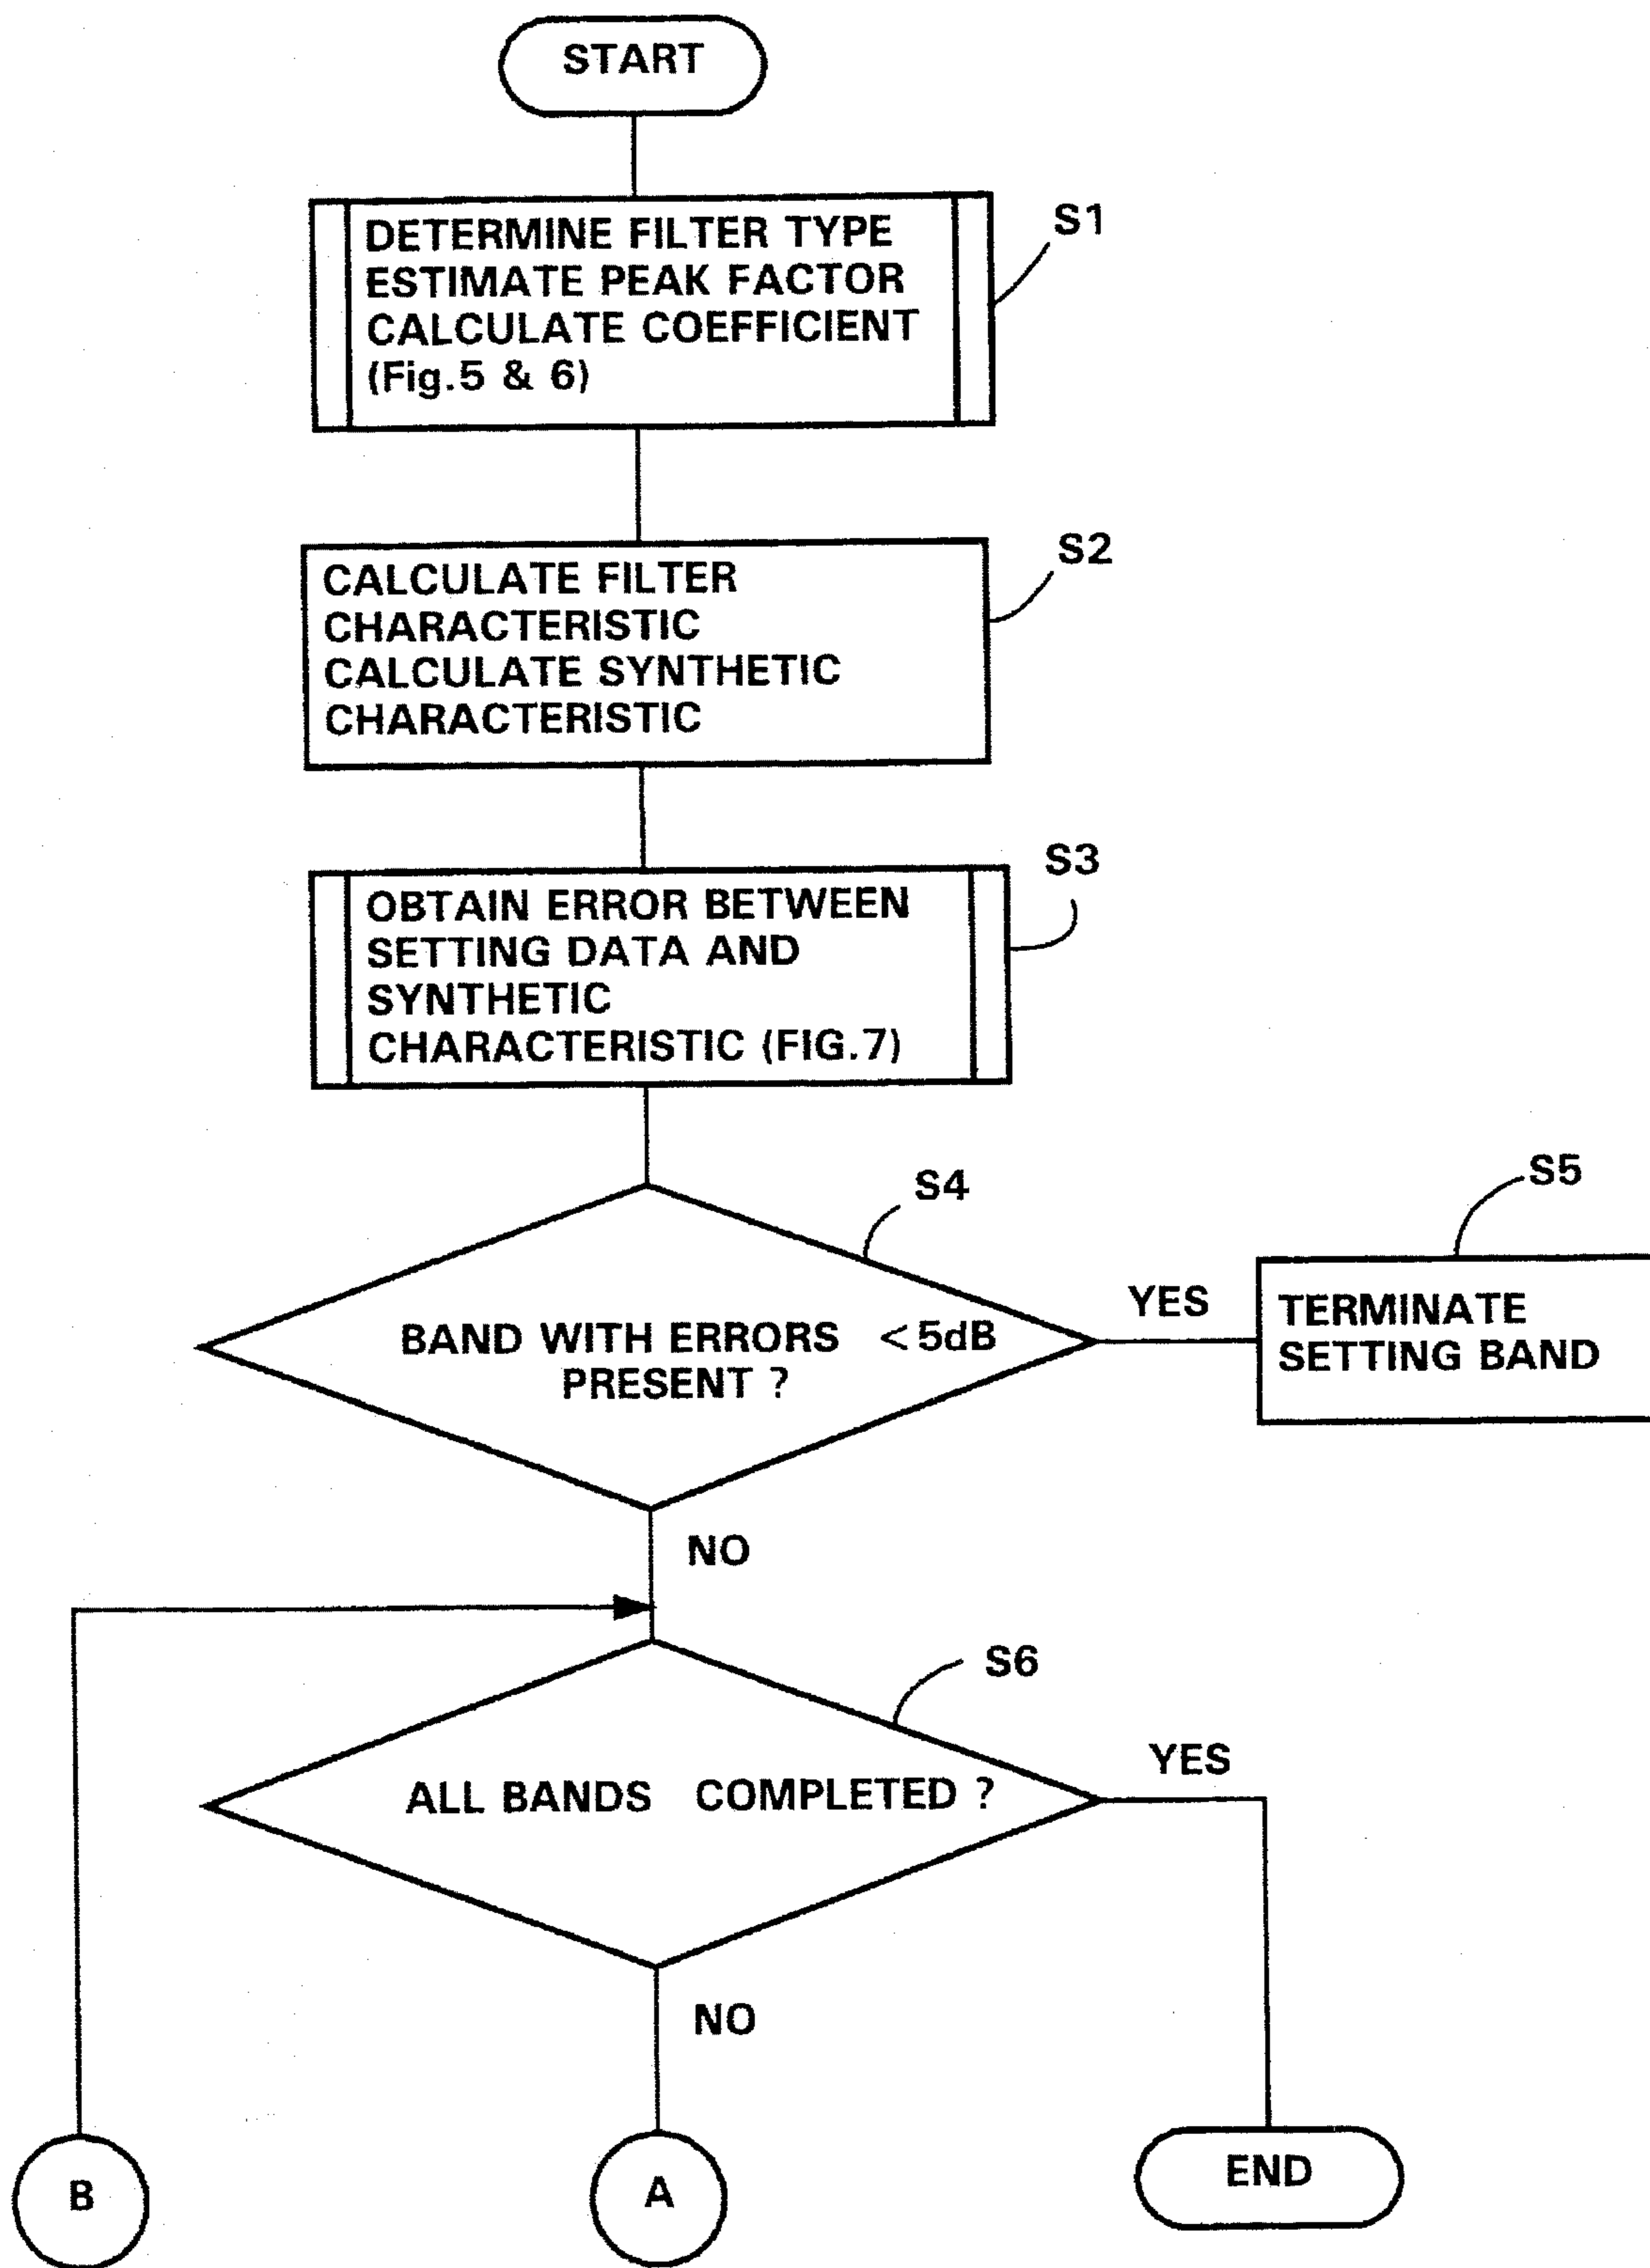 START
S1
DETERMINE FILTER TYPE
ESTIMATE PEAK FACTOR
CALCULATE COEFFICIENT
(Fig.5 & 6)
S2
CALCULATE FILTER
CHARACTERISTIC
CALCULATE SYNTHETIC
CHARACTERISTIC
S3
OBTAIN ERROR BETWEEN
SETTING DATA AND
SYNTHETIC
CHARACTERISTIC (FIG.7)
S4
BAND WITH ERRORS <5dB
PRESENT ?
YES
S5
TERMINATE
SETTING BAND
NO
S6
ALL BANDS COMPLETED ?
YES
NO
B
A
END